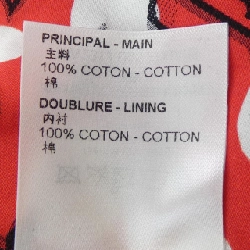 PRINCIPAL - MAIN
主料
100% COTON - COTTON
棉
DOUBLURE - LINING
内衬
100% COTON - COTTON
棉